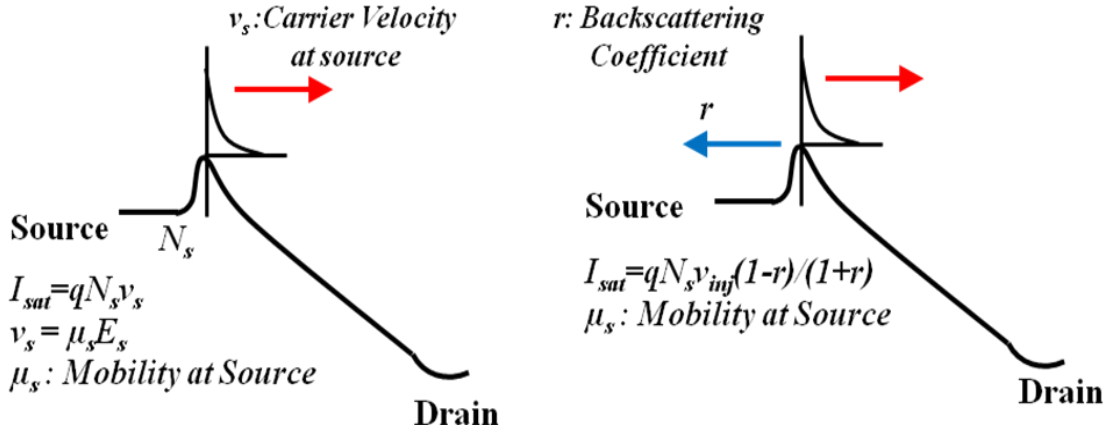 v_s:Carrier Velocity
at source
Source
N_s
I_sat=qN_sv_s
v_s = μ_sE_s
μ_s : Mobility at Source
Drain
r: Backscattering
Coefficient
r
Source
I_sat=qN_sv_inj(1-r)/(1+r)
μ_s : Mobility at Source
Drain